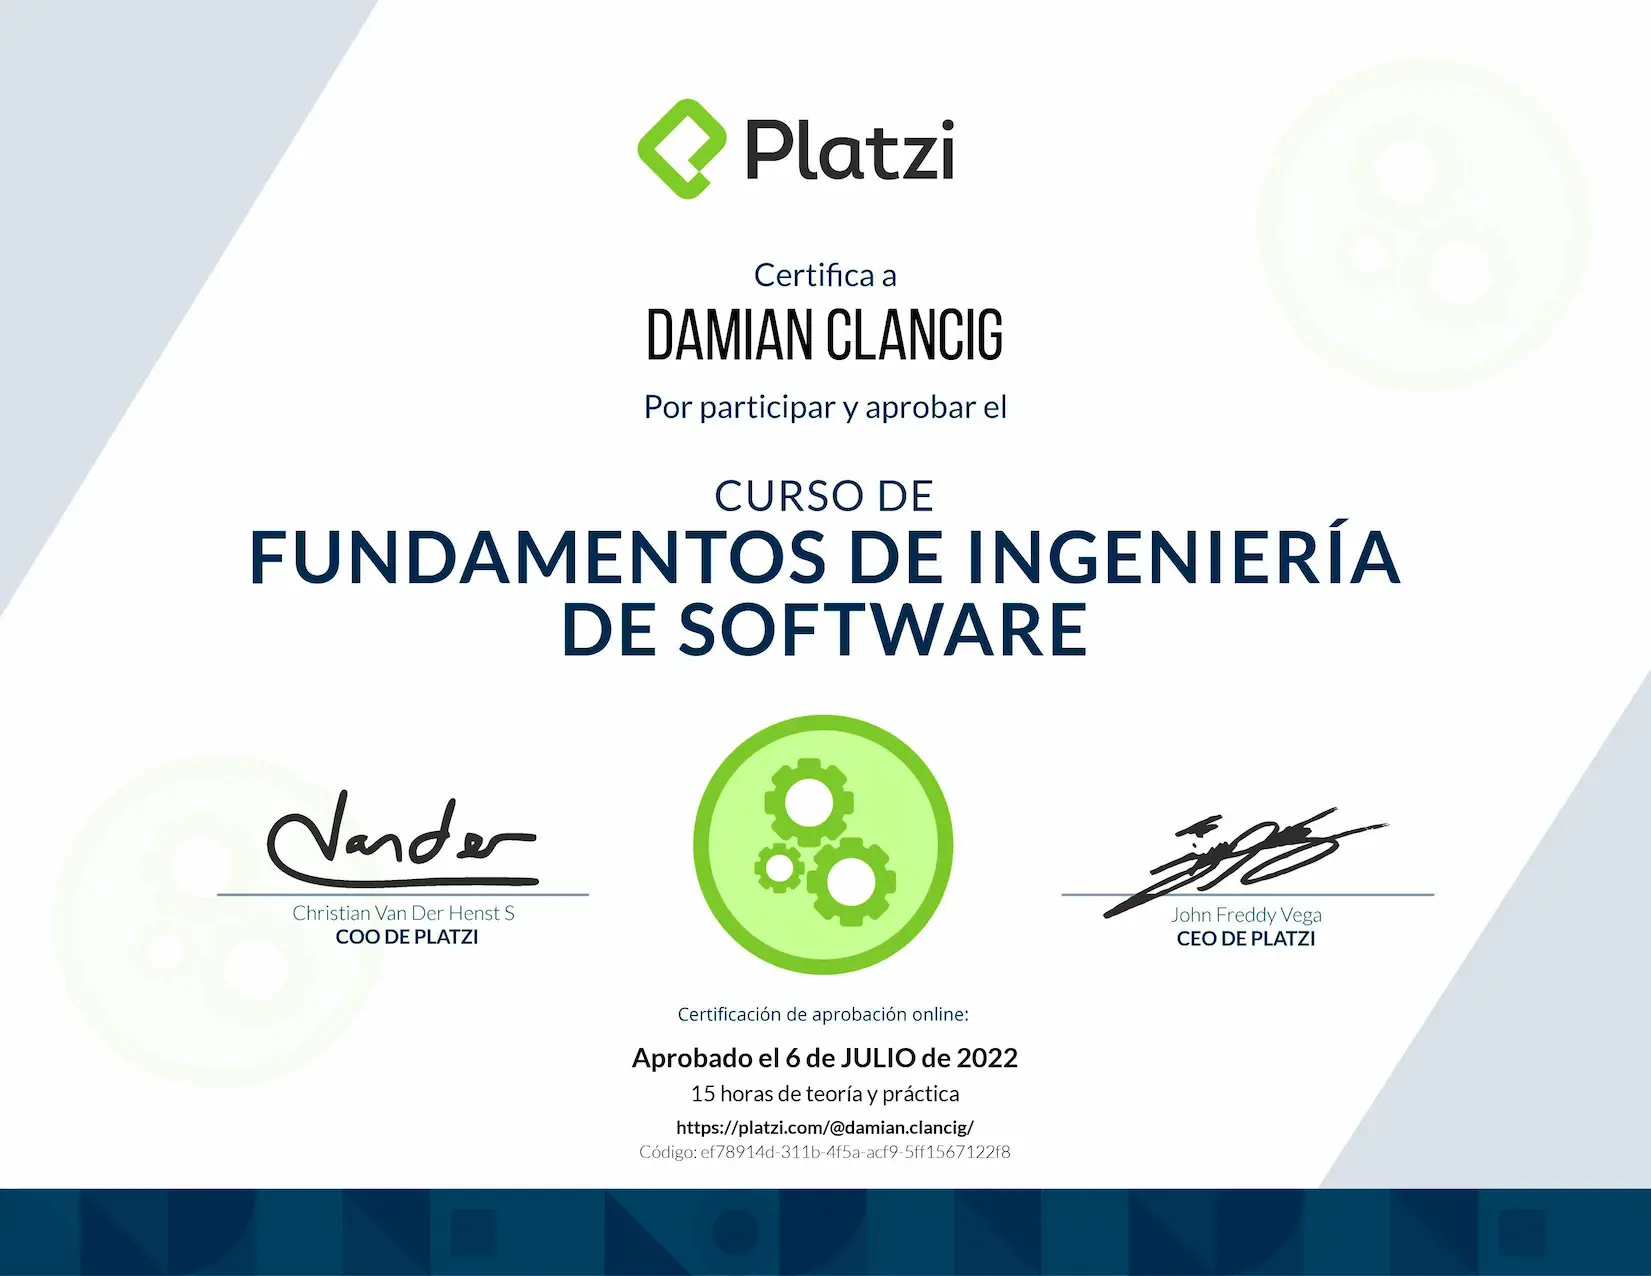 Platzi
Certifica a
DAMIAN CLANCIG
Por participar y aprobar el
CURSO DE
FUNDAMENTOS DE INGENIERÍA
DE SOFTWARE
Vander
Christian Van Der Henst S
COO DE PLATZI
John Freddy Vega
CEO DE PLATZI
Certificación de aprobación online:
Aprobado el 6 de JULIO de 2022
15 horas de teoría y práctica
https://platzi.com/@damian.clancig/
Código: ef78914d-311b-4f5a-acf9-5ff1567122f8